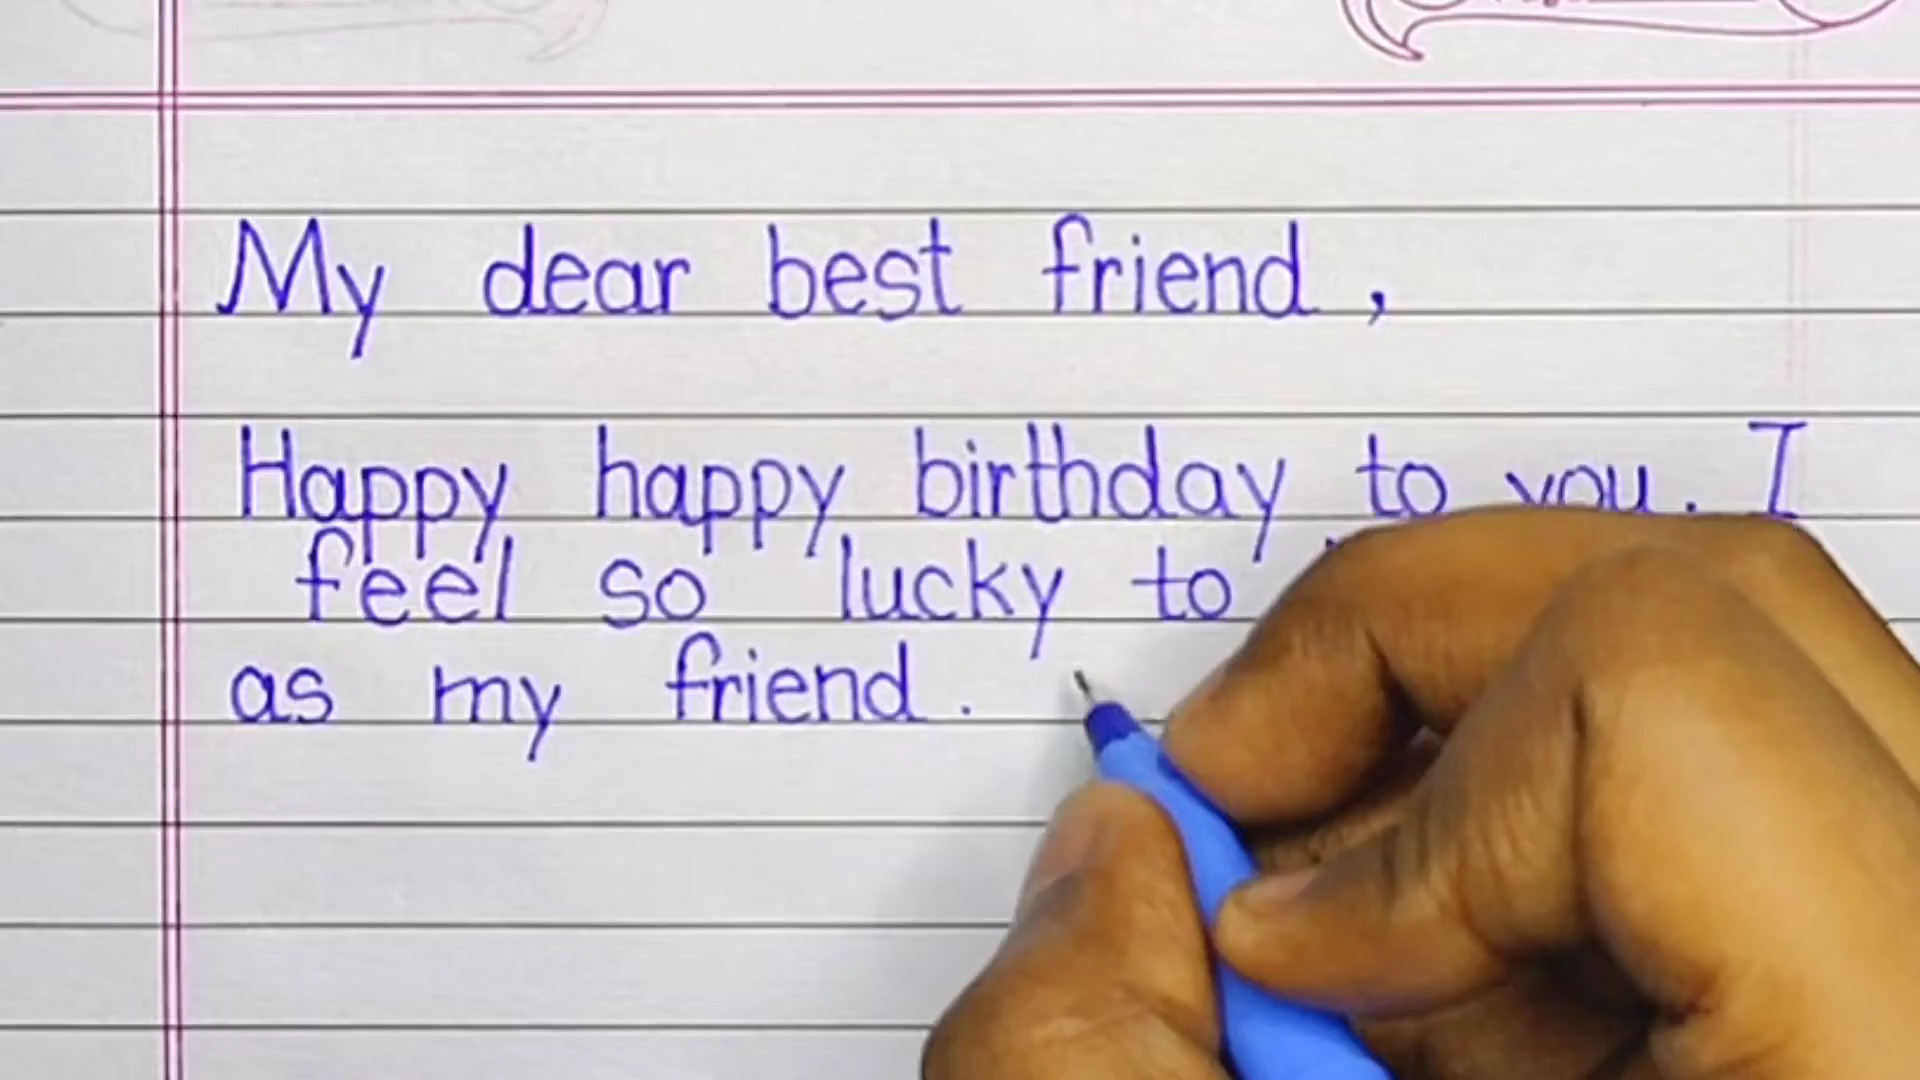 My dear best friend ,
Happy happy birthday to you. I
feel so lucky to
as my friend .